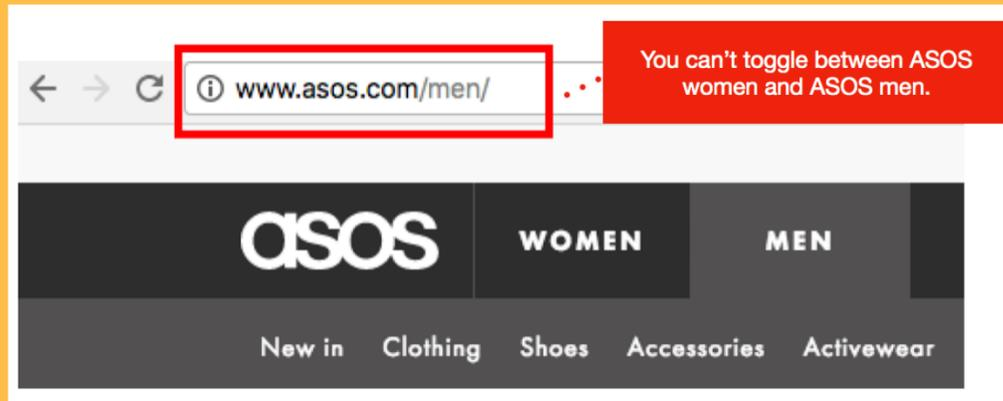 You can’t toggle between ASOS
women and ASOS men.
www.asos.com/men/
asos WOMEN MEN
New in Clothing Shoes Accessories Activewear